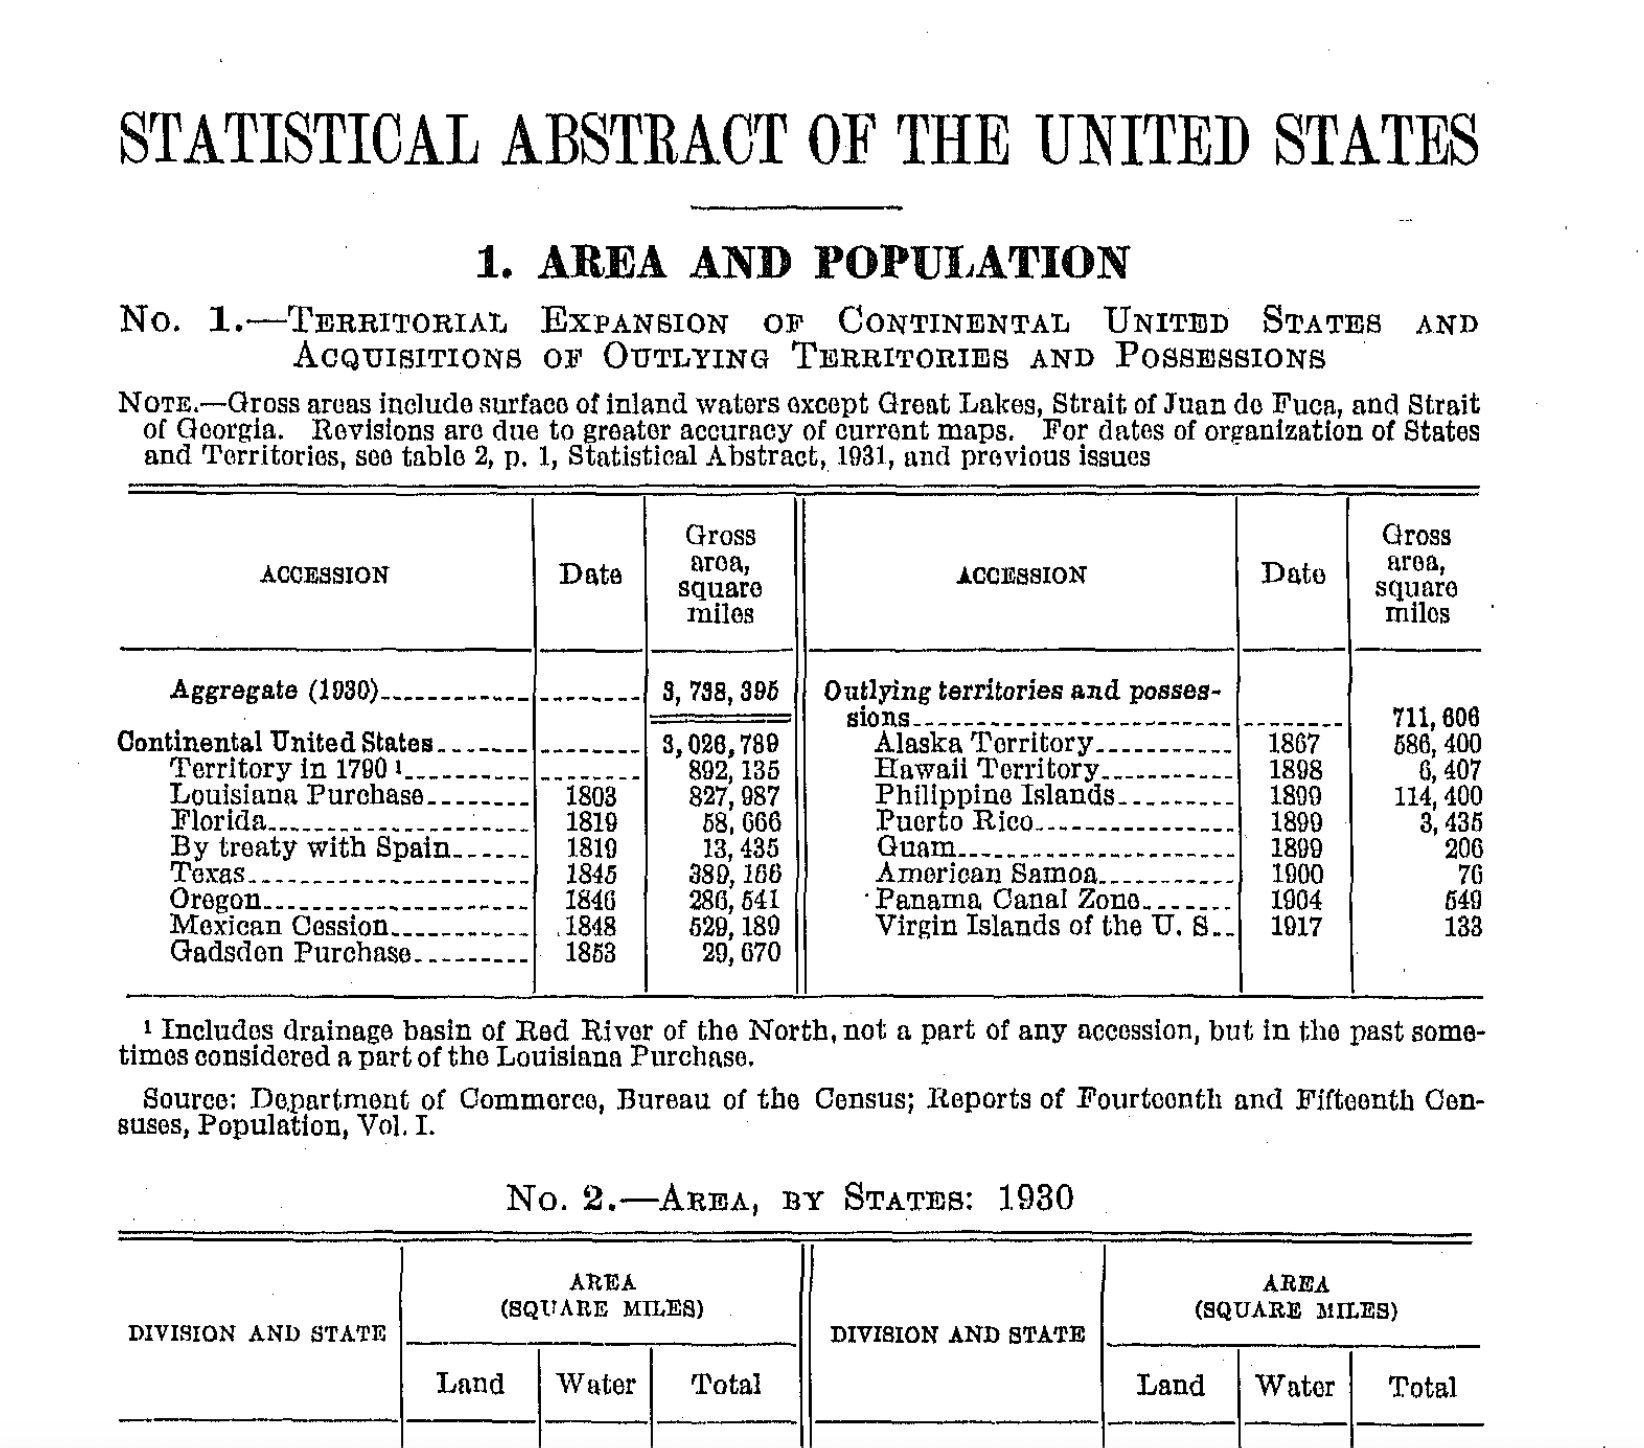 STATISTICAL ABSTRACT OF THE UNITED STATES
1. AREA AND POPULATION
No. 1.—Territorial Expansion of Continental United States and
Acquisitions of Outlying Territories and Possessions
Note.—Gross areas include surface of inland waters except Great Lakes, Strait of Juan de Fuca, and Strait
of Georgia. Revisions are due to greater accuracy of current maps. For dates of organization of States
and Territories, see table 2, p. 1, Statistical Abstract, 1931, and previous issues
ACCESSION Date Gross area, square miles ACCESSION Date Gross area, square miles
Aggregate (1930) 3,738,395
Continental United States 3,026,789
Territory in 1790 ¹ 892,135
Louisiana Purchase 1803 827,987
Florida 1819 58,666
By treaty with Spain 1819 13,435
Texas 1845 389,166
Oregon 1846 286,541
Mexican Cession 1848 529,189
Gadsden Purchase 1853 29,670
Outlying territories and posses-
sions 711,606
Alaska Territory 1867 586,400
Hawaii Territory 1898 6,407
Philippine Islands 1899 114,400
Puerto Rico 1899 3,435
Guam 1899 206
American Samoa 1900 76
Panama Canal Zone 1904 549
Virgin Islands of the U. S. 1917 133
¹ Includes drainage basin of Red River of the North, not a part of any accession, but in the past some-
times considered a part of the Louisiana Purchase.
Source: Department of Commerce, Bureau of the Census; Reports of Fourteenth and Fifteenth Cen-
suses, Population, Vol. I.
No. 2.—Area, by States: 1930
DIVISION AND STATE AREA (SQUARE MILES) DIVISION AND STATE AREA (SQUARE MILES)
Land Water Total Land Water Total